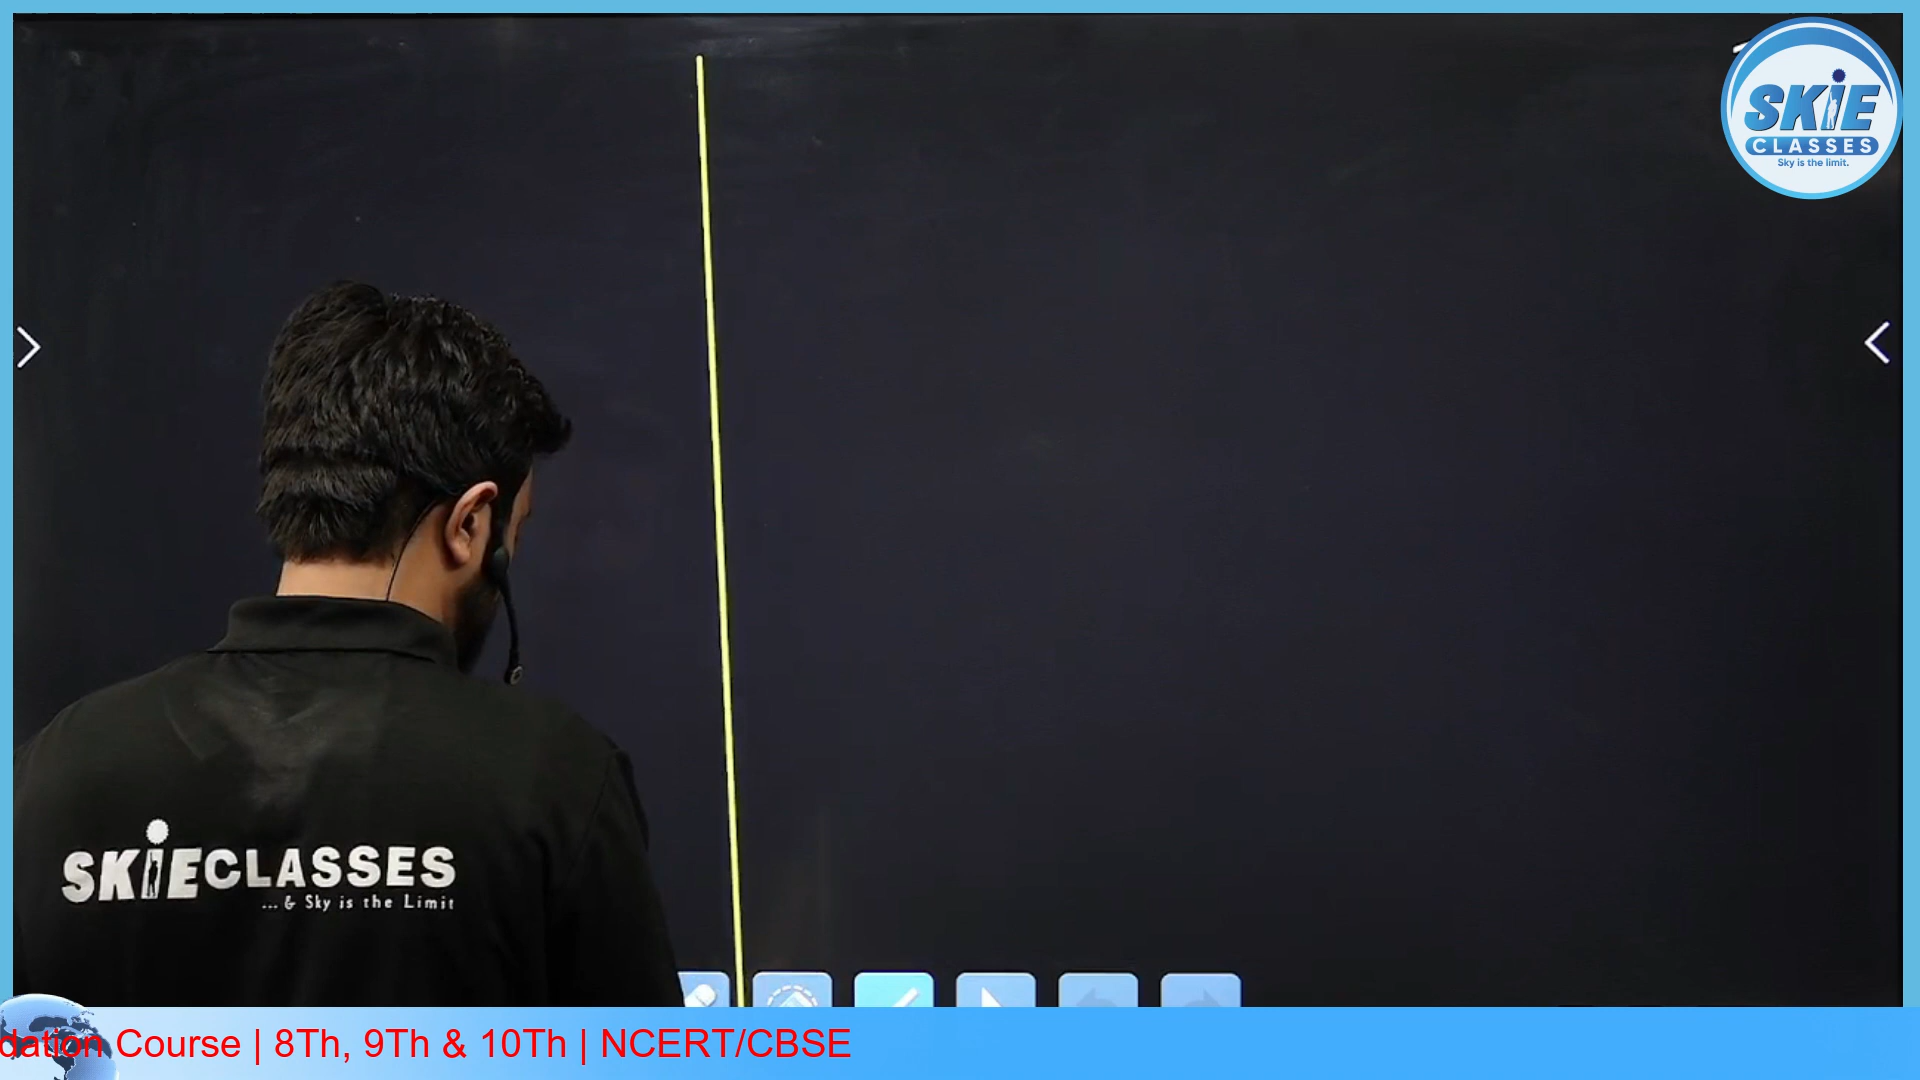 SKIE
CLASSES
Sky is the limit.
SKIECLASSES
... & Sky is the Limit
dation Course | 8Th, 9Th & 10Th | NCERT/CBSE